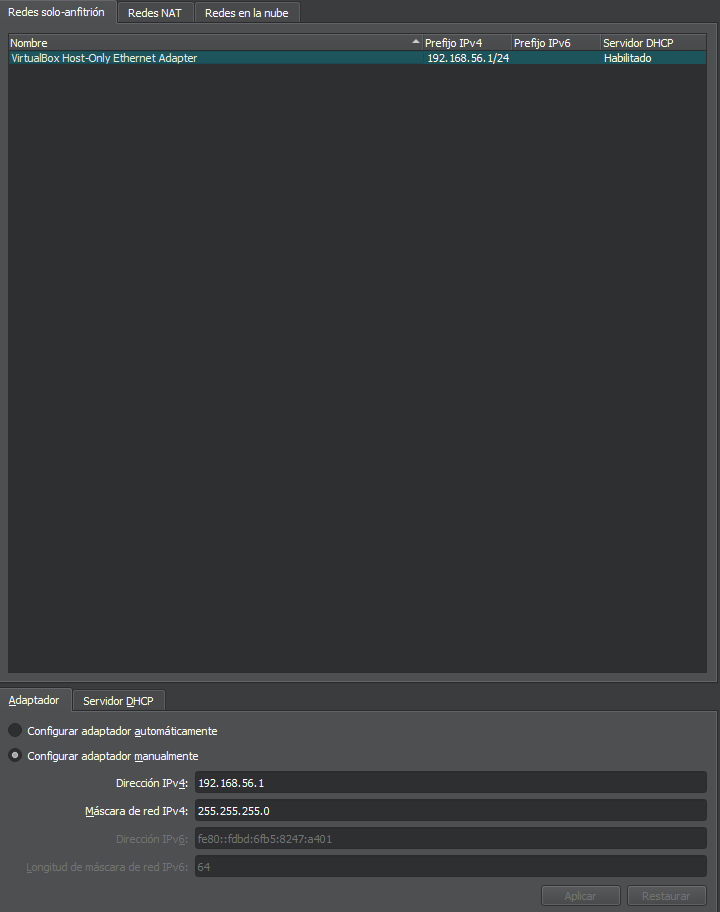 Redes solo-anfitrión Redes NAT Redes en la nube
Nombre Prefijo IPv4 Prefijo IPv6 Servidor DHCP
VirtualBox Host-Only Ethernet Adapter 192.168.56.1/24 Habilitado
Adaptador Servidor DHCP
Configurar adaptador automáticamente
Configurar adaptador manualmente
Dirección IPv4: 192.168.56.1
Máscara de red IPv4: 255.255.255.0
Dirección IPv6: fe80::fdbd:6fb5:8247:a401
Longitud de máscara de red IPv6: 64
Aplicar Restaurar